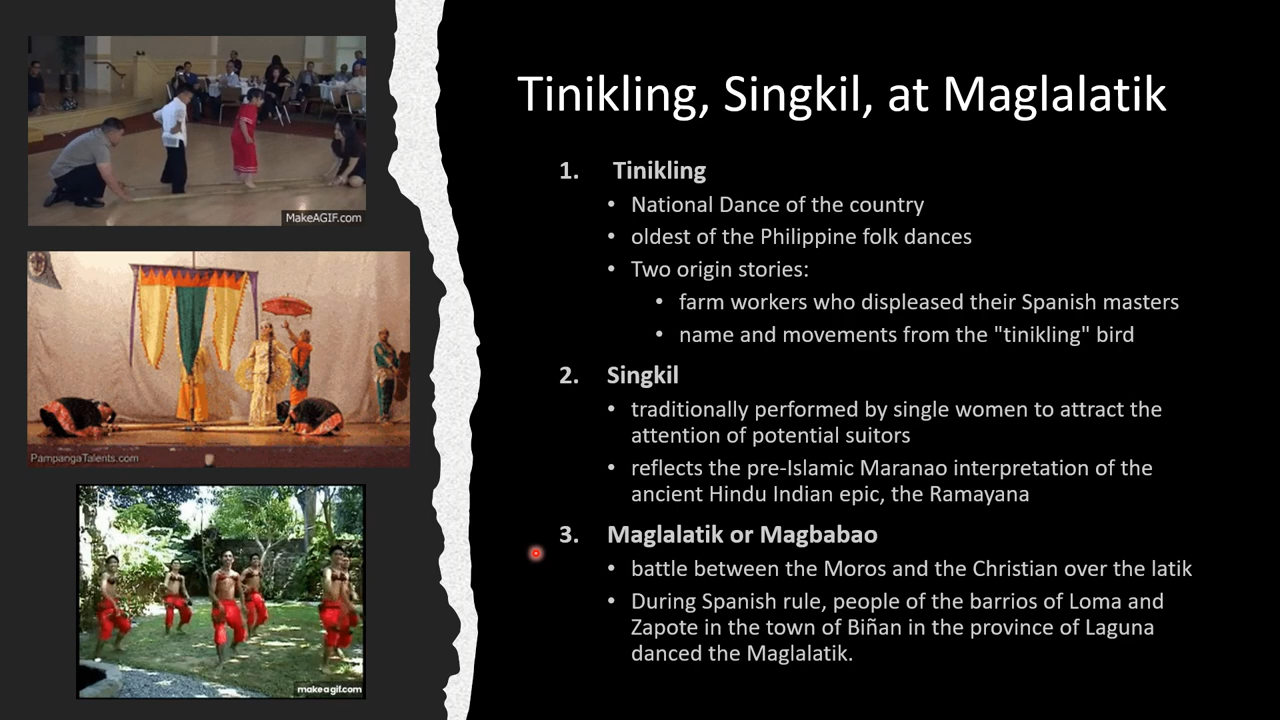 Tinikling, Singkil, at Maglalatik
1. Tinikling
• National Dance of the country
• oldest of the Philippine folk dances
• Two origin stories:
• farm workers who displeased their Spanish masters
• name and movements from the "tinikling" bird
2. Singkil
• traditionally performed by single women to attract the
attention of potential suitors
• reflects the pre-Islamic Maranao interpretation of the
ancient Hindu Indian epic, the Ramayana
3. Maglalatik or Magbabao
• battle between the Moros and the Christian over the latik
• During Spanish rule, people of the barrios of Loma and
Zapote in the town of Biñan in the province of Laguna
danced the Maglalatik.
MakeAGIF.com
PampangaTalents.com
makeagif.com